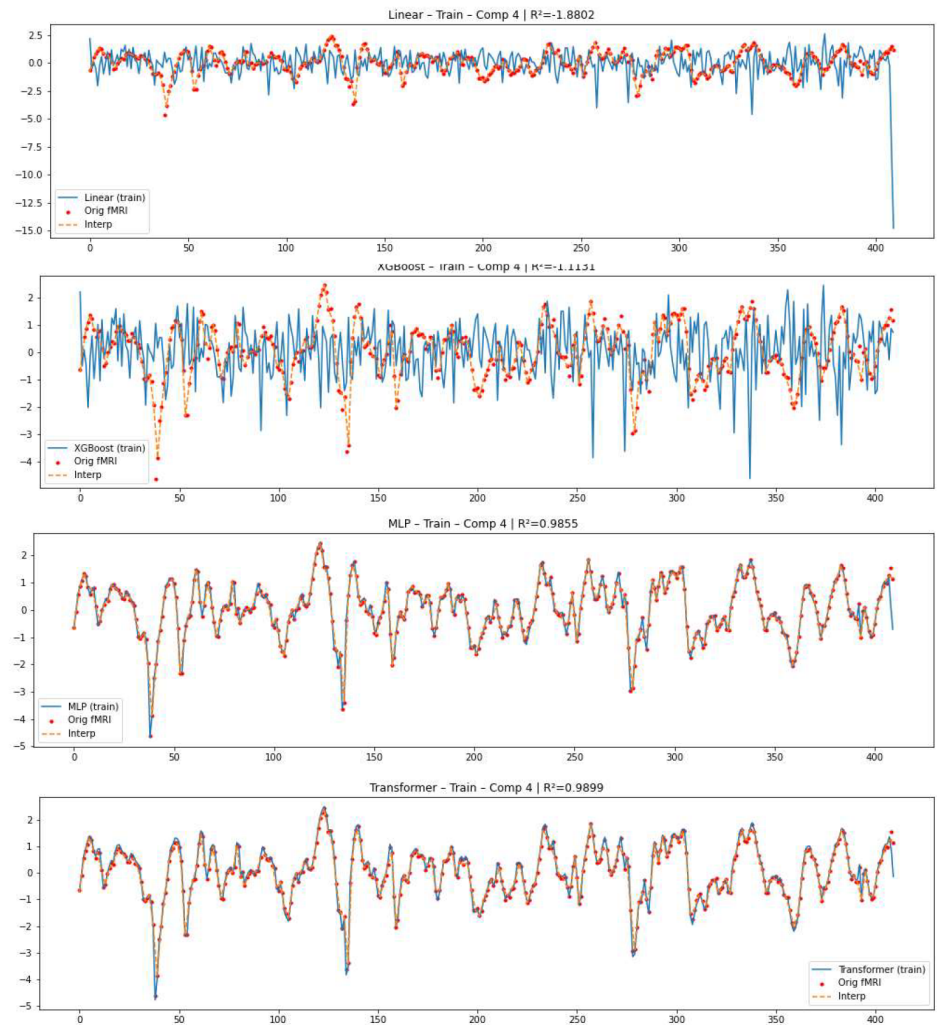 Linear – Train – Comp 4 | R²=-1.8802
2.5
0.0
−2.5
−5.0
−7.5
−10.0
−12.5
−15.0
Linear (train)
Orig fMRI
Interp
0 50 100 150 200 250 300 350 400
XGBoost – Train – Comp 4 | R²=-1.1131
2
1
0
−1
−2
−3
−4
XGBoost (train)
Orig fMRI
Interp
0 50 100 150 200 250 300 350 400
MLP – Train – Comp 4 | R²=0.9855
2
1
0
−1
−2
−3
−4
−5
MLP (train)
Orig fMRI
Interp
0 50 100 150 200 250 300 350 400
Transformer – Train – Comp 4 | R²=0.9899
2
1
0
−1
−2
−3
−4
−5
Transformer (train)
Orig fMRI
Interp
0 50 100 150 200 250 300 350 400